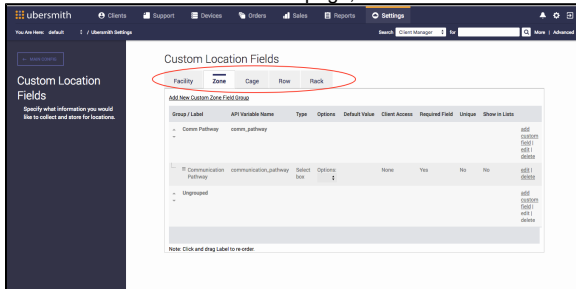 page,
ubersmith
Clients
Support
Devices
Orders
Sales
Reports
Settings
You Are Here: default / Ubersmith Settings
Search Client Manager for
More | Advanced
Custom Location Fields
Specify what information you would like to collect and store for locations.
Custom Location Fields
Facility Zone Cage Row Rack
Add New Custom Zone Field Group
Group / Label API Variable Name Type Options Default Value Client Access Required Field Unique Show in Lists
Comm Pathway comm_pathway
add custom field | edit | delete
Communication Pathway communication_pathway Select box Options: None Yes No No
edit | delete
Ungrouped
add custom field | edit | delete
Note: Click and drag Label to re-order.